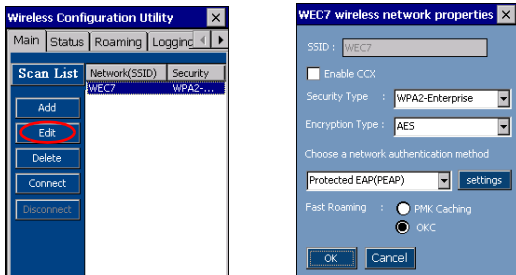 Wireless Configuration Utility
Main Status Roaming Logging
Scan List Network(SSID) Security
WEC7 WPA2-...
Add
Edit
Delete
Connect
Disconnect
WEC7 wireless network properties
SSID : WEC7
Enable CCX
Security Type : WPA2-Enterprise
Encryption Type : AES
Choose a network authentication method
Protected EAP(PEAP) settings
Fast Roaming : PMK Caching
OKC
OK Cancel